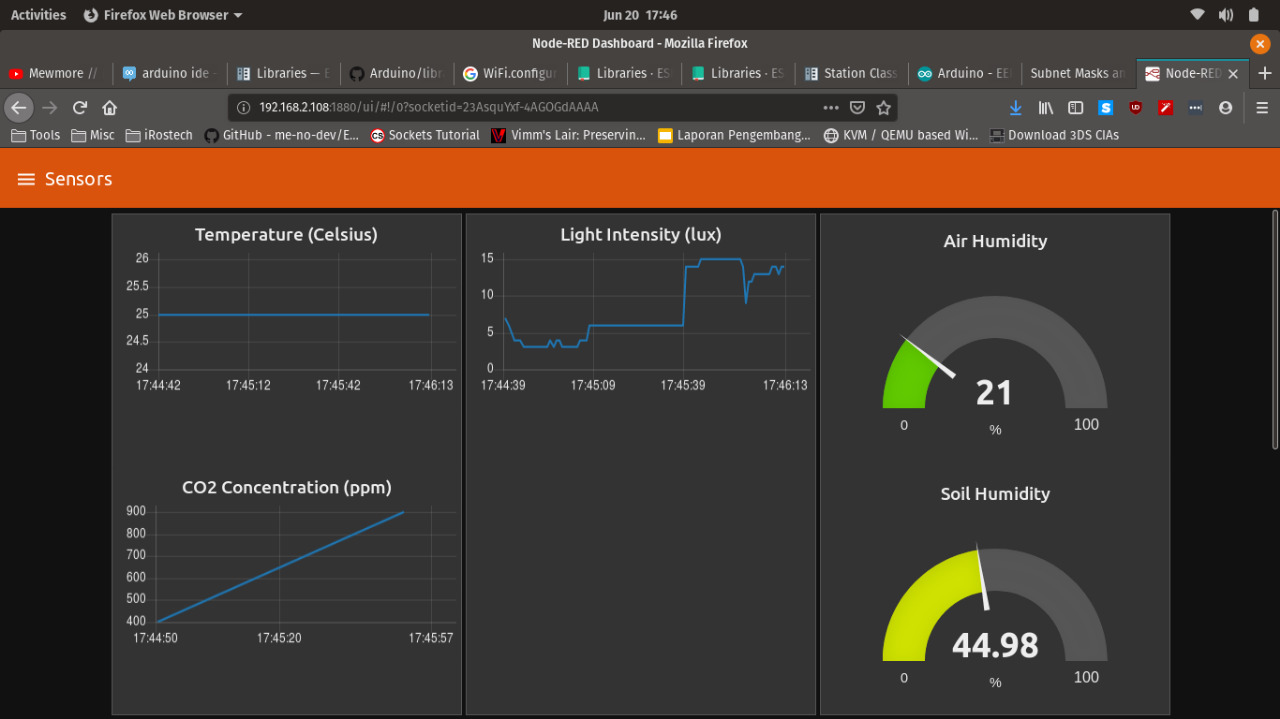 Activities Firefox Web Browser Jun 20 17:46
Node-RED Dashboard - Mozilla Firefox
Mewmore // arduino ide - Libraries — E Arduino/libr WiFi.configur Libraries · ES Libraries · ES Station Class Arduino - EE Subnet Masks an Node-RED
192.168.2.108:1880/ui/#!/0?socketid=23AsquYxf-4AGOGdAAAA
Tools Misc iRostech GitHub - me-no-dev/E... Sockets Tutorial Vimm's Lair: Preservin... Laporan Pengembang... KVM / QEMU based Wi... Download 3DS CIAs
Sensors
Temperature (Celsius)
26
25.5
25
24.5
24
17:44:42 17:45:12 17:45:42 17:46:13
CO2 Concentration (ppm)
900
800
700
600
500
400
17:44:50 17:45:20 17:45:57
Light Intensity (lux)
15
10
5
0
17:44:39 17:45:09 17:45:39 17:46:13
Air Humidity
21
0 % 100
Soil Humidity
44.98
0 % 100